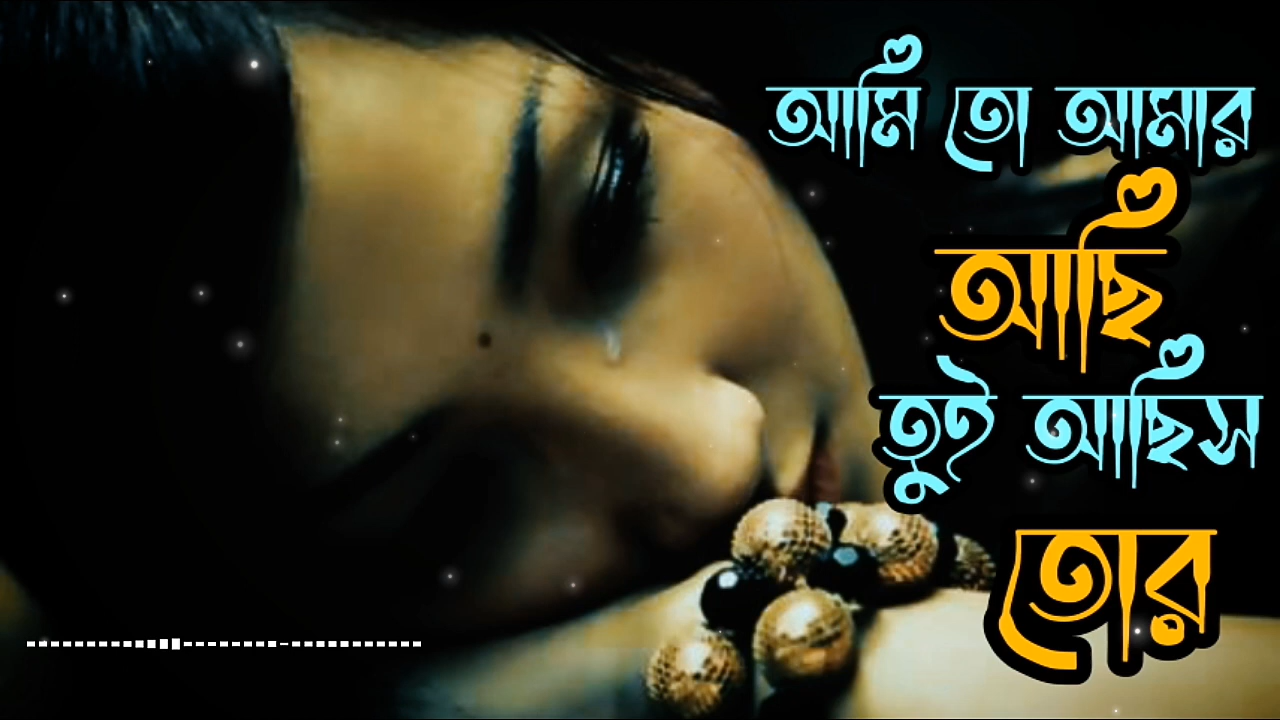 আমি তো আমার
আছি
তুই আছিস
তোর